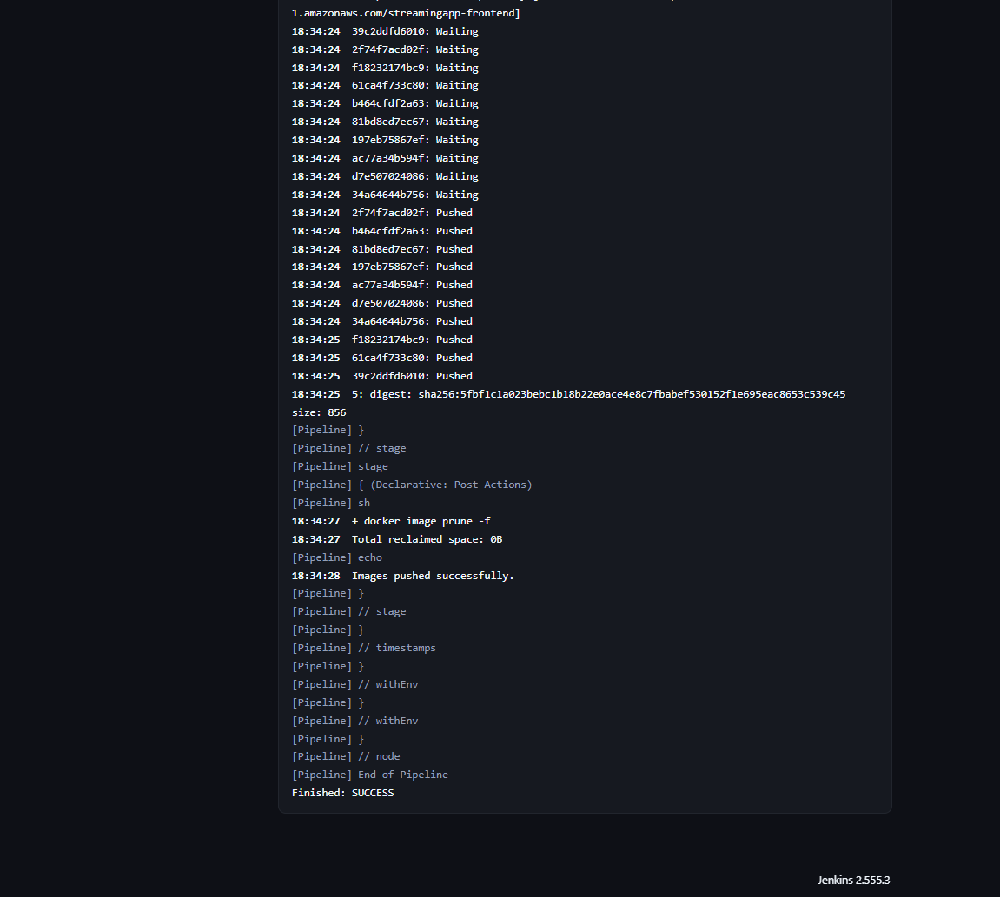 1.amazonaws.com/streamingapp-frontend]
18:34:24 39c2ddfd6010: Waiting
18:34:24 2f74f7acd02f: Waiting
18:34:24 f18232174bc9: Waiting
18:34:24 61ca4f733c80: Waiting
18:34:24 b464cfdf2a63: Waiting
18:34:24 81bd8ed7ec67: Waiting
18:34:24 197eb75867ef: Waiting
18:34:24 ac77a34b594f: Waiting
18:34:24 d7e507024086: Waiting
18:34:24 34a64644b756: Waiting
18:34:24 2f74f7acd02f: Pushed
18:34:24 b464cfdf2a63: Pushed
18:34:24 81bd8ed7ec67: Pushed
18:34:24 197eb75867ef: Pushed
18:34:24 ac77a34b594f: Pushed
18:34:24 d7e507024086: Pushed
18:34:24 34a64644b756: Pushed
18:34:25 f18232174bc9: Pushed
18:34:25 61ca4f733c80: Pushed
18:34:25 39c2ddfd6010: Pushed
18:34:25 5: digest: sha256:5fbf1c1a023bebc1b18b22e0ace4e8c7fbabef530152f1e695eac8653c539c45
size: 856
[Pipeline] }
[Pipeline] // stage
[Pipeline] stage
[Pipeline] { (Declarative: Post Actions)
[Pipeline] sh
18:34:27 + docker image prune -f
18:34:27 Total reclaimed space: 0B
[Pipeline] echo
18:34:28 Images pushed successfully.
[Pipeline] }
[Pipeline] // stage
[Pipeline] }
[Pipeline] // timestamps
[Pipeline] }
[Pipeline] // withEnv
[Pipeline] }
[Pipeline] // withEnv
[Pipeline] }
[Pipeline] // node
[Pipeline] End of Pipeline
Finished: SUCCESS
Jenkins 2.555.3